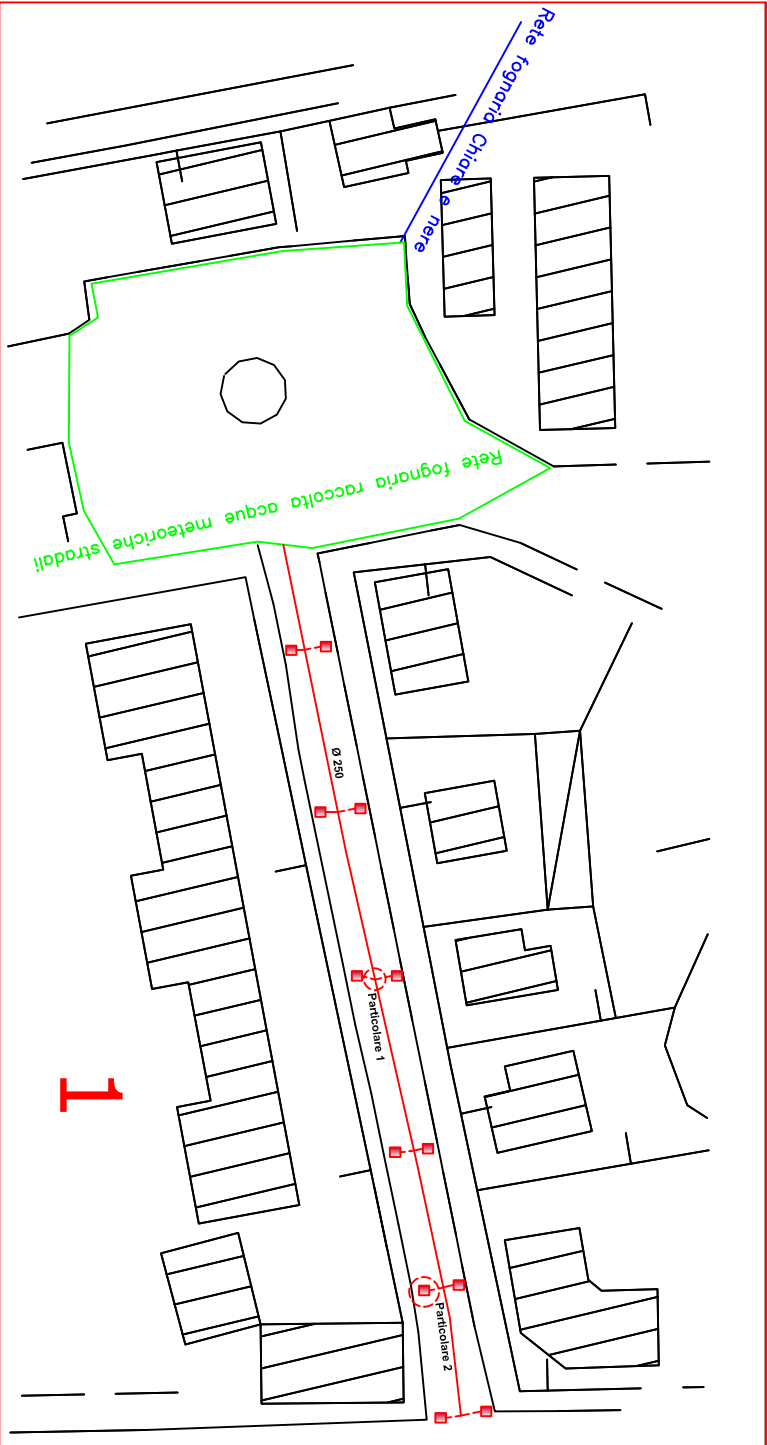 Rete fognaria Chiare e nere
Rete fognaria raccolta acque meteoriche stradali
Ø 250
Particolare 1
1
Particolare 2